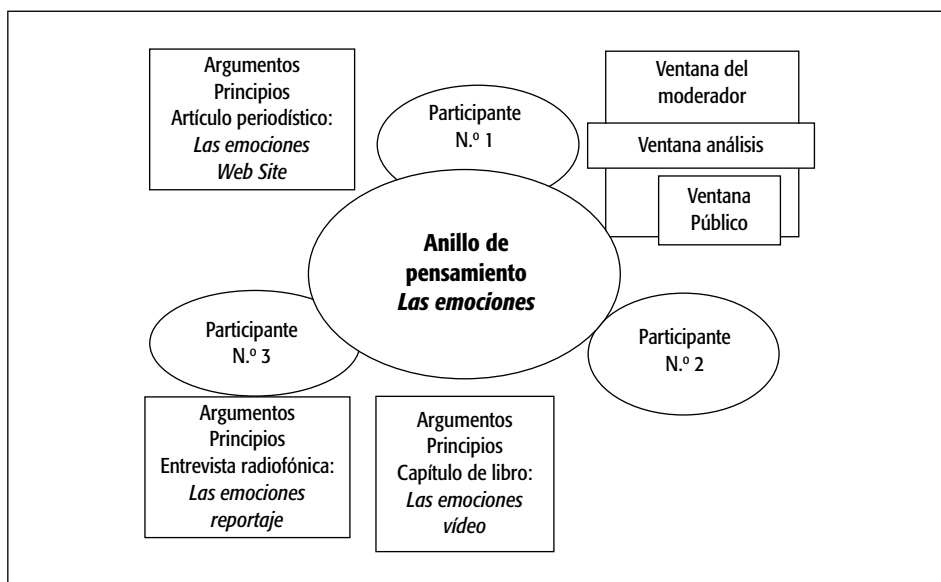 Argumentos
Principios
Artículo periodístico:
Las emociones
Web Site
Participante
N.º 1
Ventana del
moderador
Ventana análisis
Ventana
Público
Anillo de
pensamiento
Las emociones
Participante
N.º 3
Participante
N.º 2
Argumentos
Principios
Entrevista radiofónica:
Las emociones
reportaje
Argumentos
Principios
Capítulo de libro:
Las emociones
vídeo